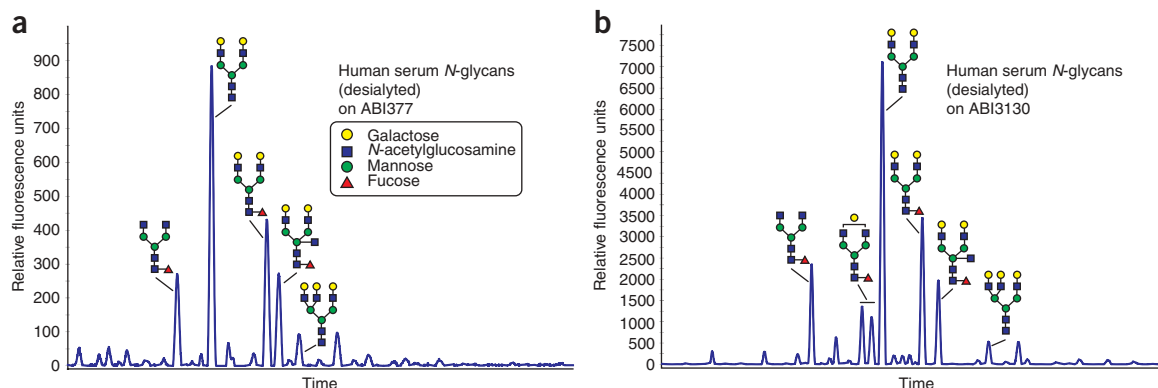 a
900
800
700
600
500
400
300
200
100
0
Relative fluorescence units
Time
Human serum N-glycans
(desialyted)
on ABI377
Galactose
N-acetylglucosamine
Mannose
Fucose
b
7500
7000
6500
6000
5500
5000
4500
4000
3500
3000
2500
2000
1500
1000
500
0
Relative fluorescence units
Time
Human serum N-glycans
(desialyted)
on ABI3130